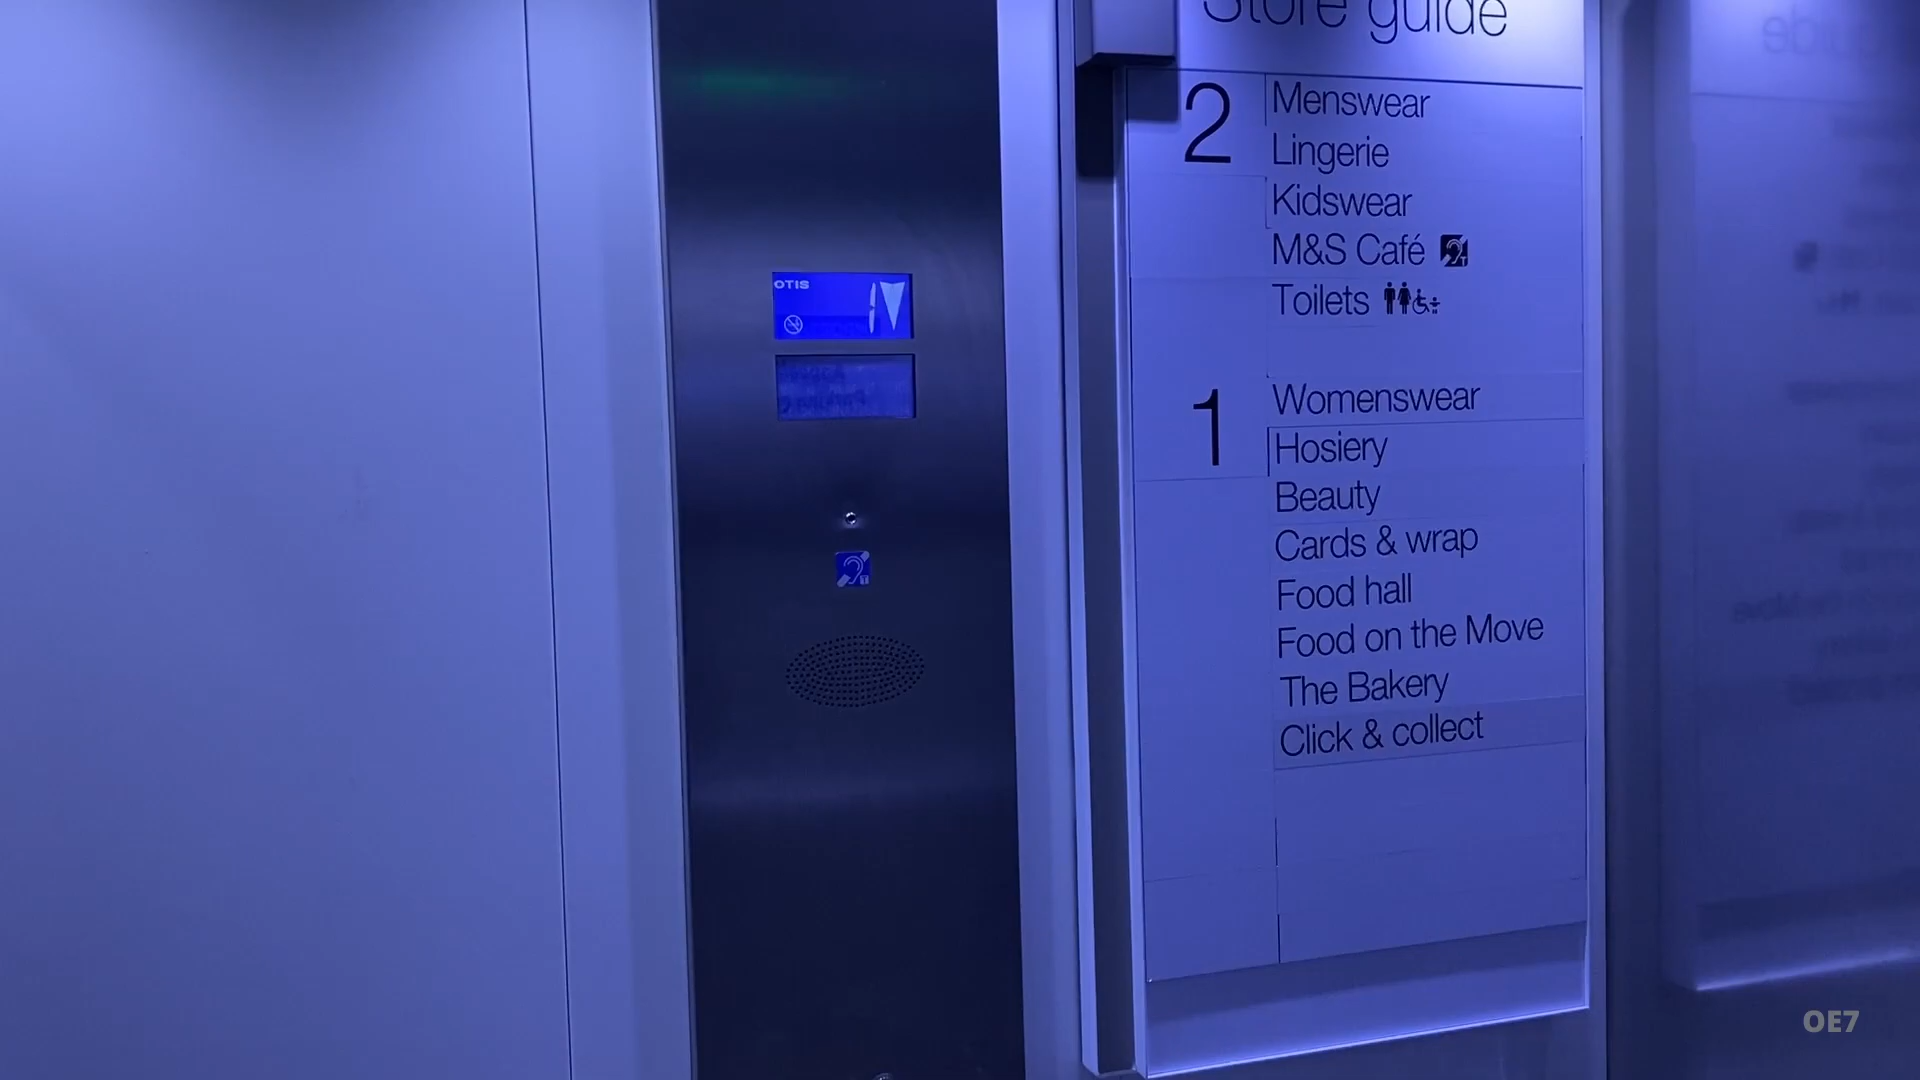 Store guide
2
Menswear
Lingerie
Kidswear
M&S Café
Toilets
1
Womenswear
Hosiery
Beauty
Cards & wrap
Food hall
Food on the Move
The Bakery
Click & collect
OTIS
1
T
OE7